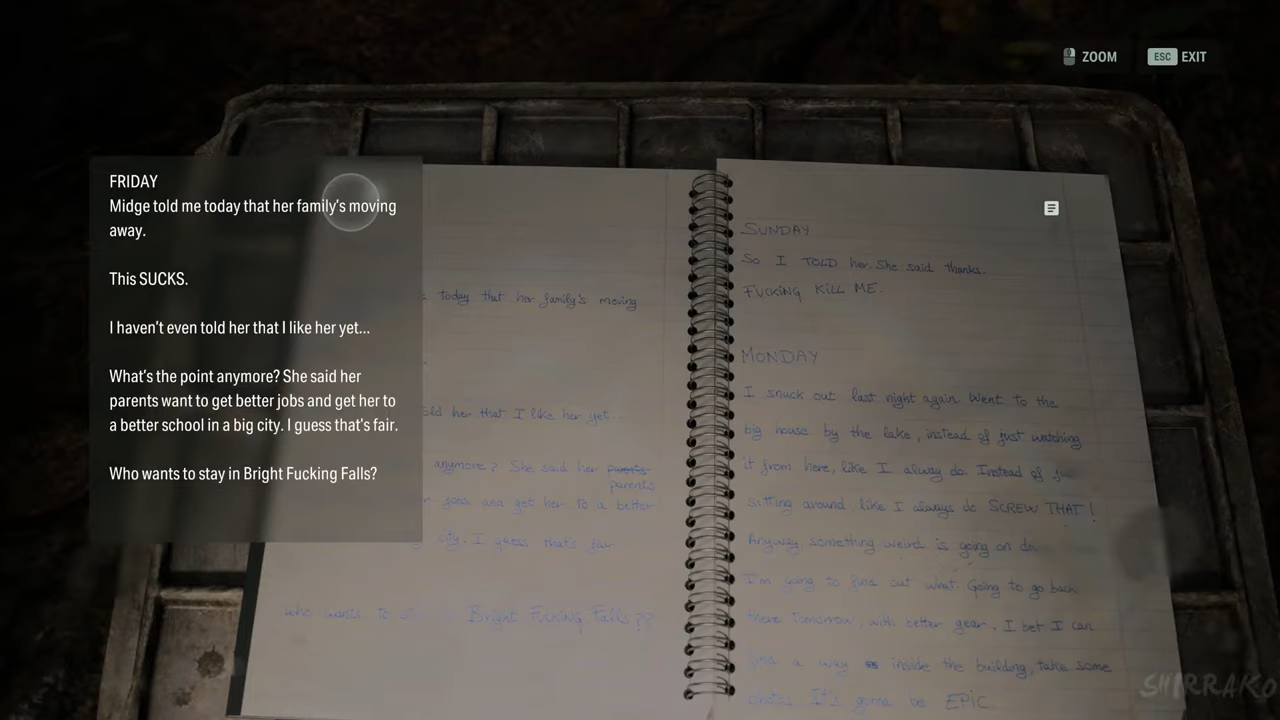 ZOOM
ESC EXIT
FRIDAY
Midge told me today that her family's moving
away.
This SUCKS.
I haven't even told her that I like her yet...
What's the point anymore? She said her
parents want to get better jobs and get her to
a better school in a big city. I guess that's fair.
Who wants to stay in Bright Fucking Falls?
today that her family's moving
old her that I like her yet...
anymore? She said her parents
parents
jobs and get her to a better
city. I guess that's fair
who wants to Bright Fucking Falls??
SUNDAY
So I TOLD her. She said thanks.
FUCKING KILL ME.
MONDAY
I snuck out last night again. Went to the
big house by the lake, instead of just watching
it from here, like I alway do. Instead of
sitting around, like I always do SCREW THAT!
Anyway, something weird is going on
I'm going to find out what. Going to go back
there tomorrow, with better gear. I bet I can
find a way inside the building, take some
photos. It's gonna be EPIC.
SHIRRAKO